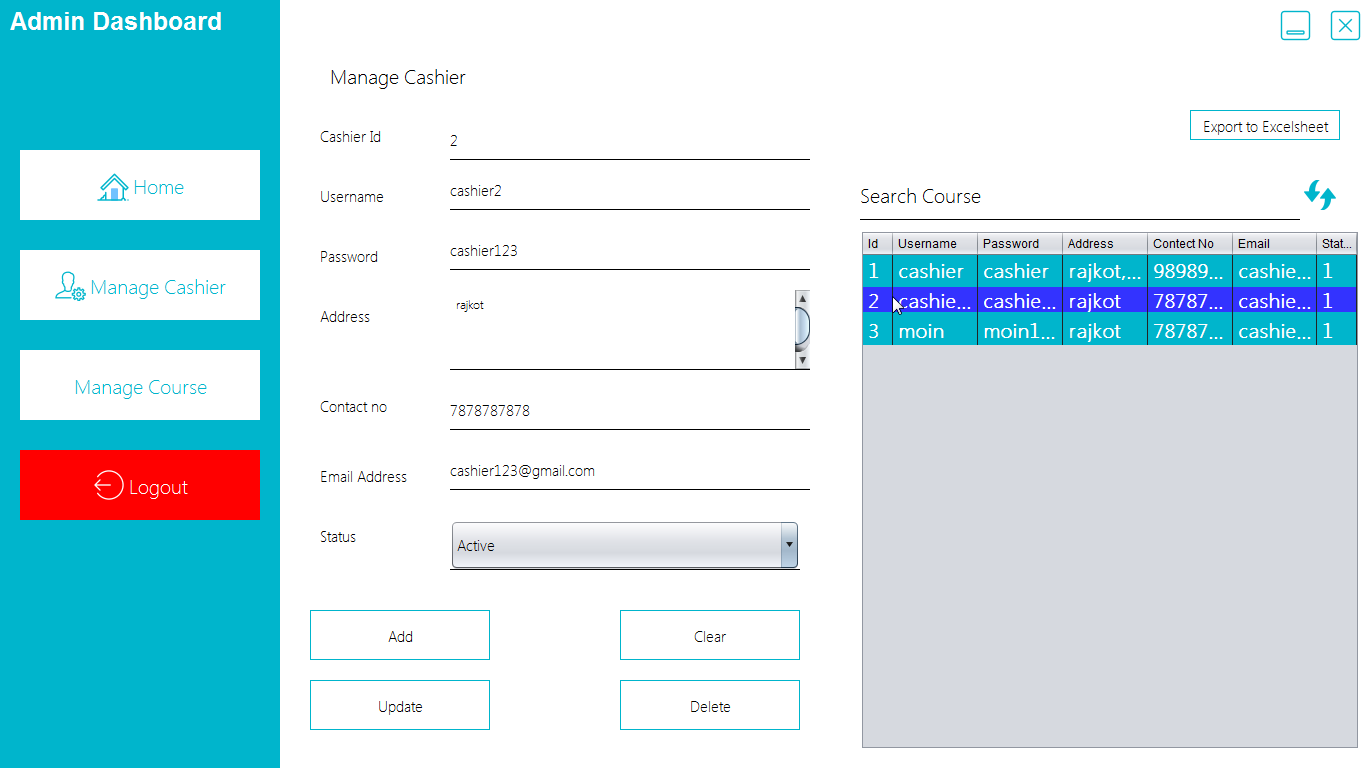 Admin Dashboard
Home
Manage Cashier
Manage Course
Logout
Manage Cashier
Cashier Id
2
Username
cashier2
Password
cashier123
Address
rajkot
Contact no
7878787878
Email Address
cashier123@gmail.com
Status
Active
Add
Clear
Update
Delete
Export to Excelsheet
Search Course
Id Username Password Address Contect No Email Stat...
1 cashier cashier rajkot,... 98989... cashie... 1
2 cashie... cashie... rajkot 78787... cashie... 1
3 moin moin1... rajkot 78787... cashie... 1